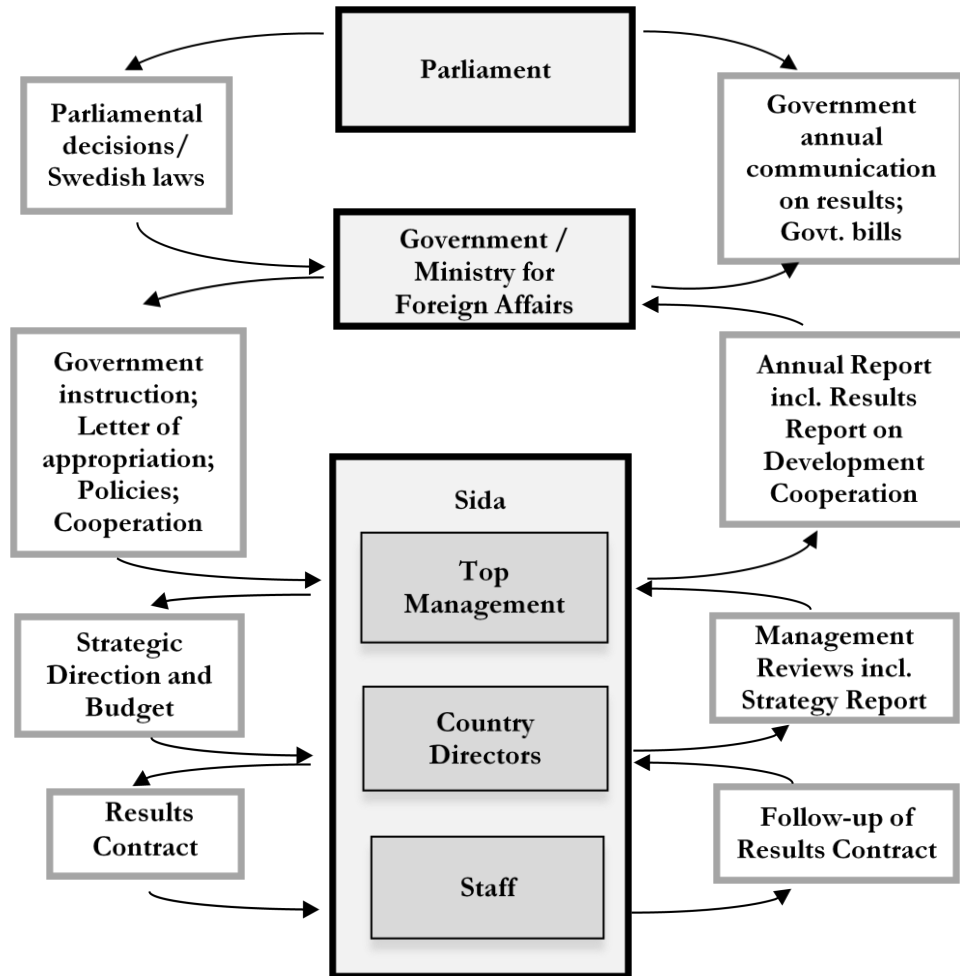 Parliament
Parliamental
decisions/
Swedish laws
Government
annual
communication
on results;
Govt. bills
Government /
Ministry for
Foreign Affairs
Government
instruction;
Letter of
appropriation;
Policies;
Cooperation
Annual Report
incl. Results
Report on
Development
Cooperation
Sida
Top
Management
Strategic
Direction and
Budget
Management
Reviews incl.
Strategy Report
Country
Directors
Results
Contract
Follow-up of
Results Contract
Staff